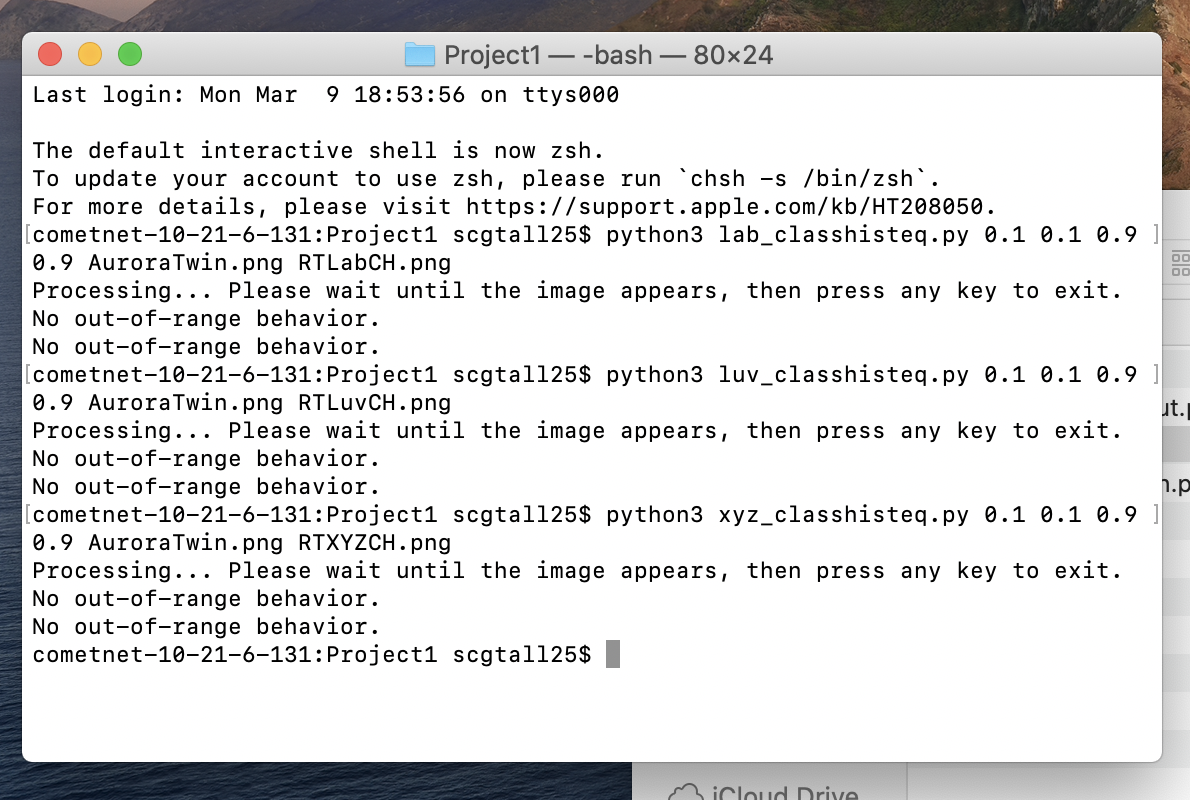 Project1 — -bash — 80×24
Last login: Mon Mar  9 18:53:56 on ttys000
The default interactive shell is now zsh.
To update your account to use zsh, please run `chsh -s /bin/zsh`.
For more details, please visit https://support.apple.com/kb/HT208050.
[cometnet-10-21-6-131:Project1 scgtall25$ python3 lab_classhisteq.py 0.1 0.1 0.9 ]
0.9 AuroraTwin.png RTLabCH.png
Processing... Please wait until the image appears, then press any key to exit.
No out-of-range behavior.
No out-of-range behavior.
[cometnet-10-21-6-131:Project1 scgtall25$ python3 luv_classhisteq.py 0.1 0.1 0.9 ]
0.9 AuroraTwin.png RTLuvCH.png
Processing... Please wait until the image appears, then press any key to exit.
No out-of-range behavior.
No out-of-range behavior.
[cometnet-10-21-6-131:Project1 scgtall25$ python3 xyz_classhisteq.py 0.1 0.1 0.9 ]
0.9 AuroraTwin.png RTXYZCH.png
Processing... Please wait until the image appears, then press any key to exit.
No out-of-range behavior.
No out-of-range behavior.
cometnet-10-21-6-131:Project1 scgtall25$
iCloud Drive